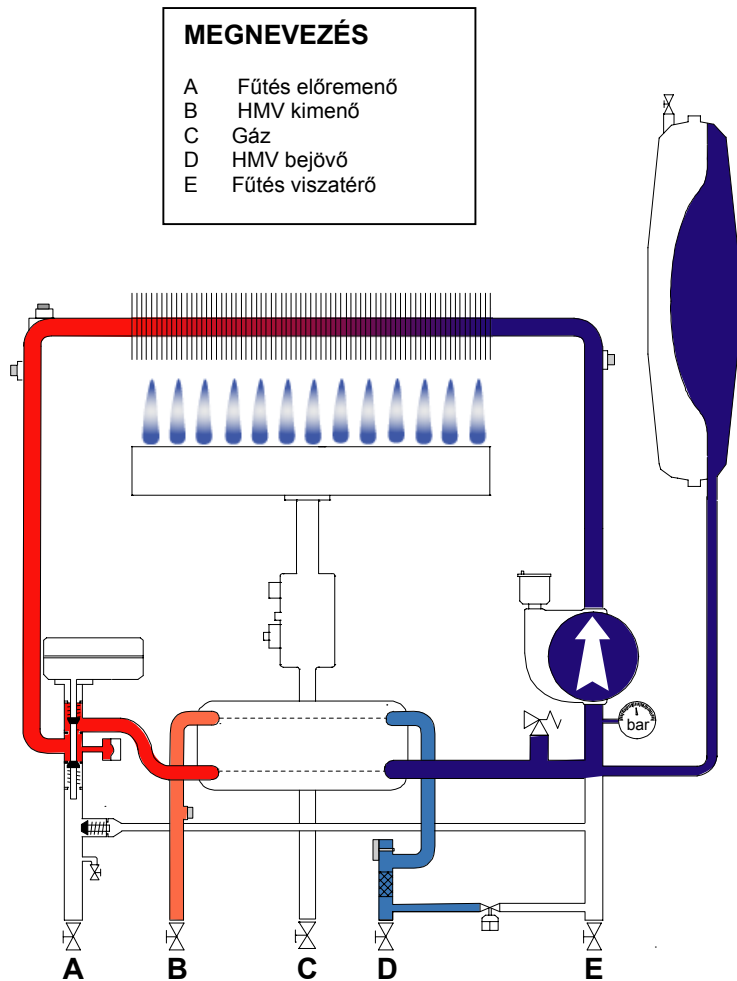 MEGNEVEZÉS
A Fűtés előremenő
B HMV kimenő
C Gáz
D HMV bejövő
E Fűtés viszatérő
bar
A B C D E